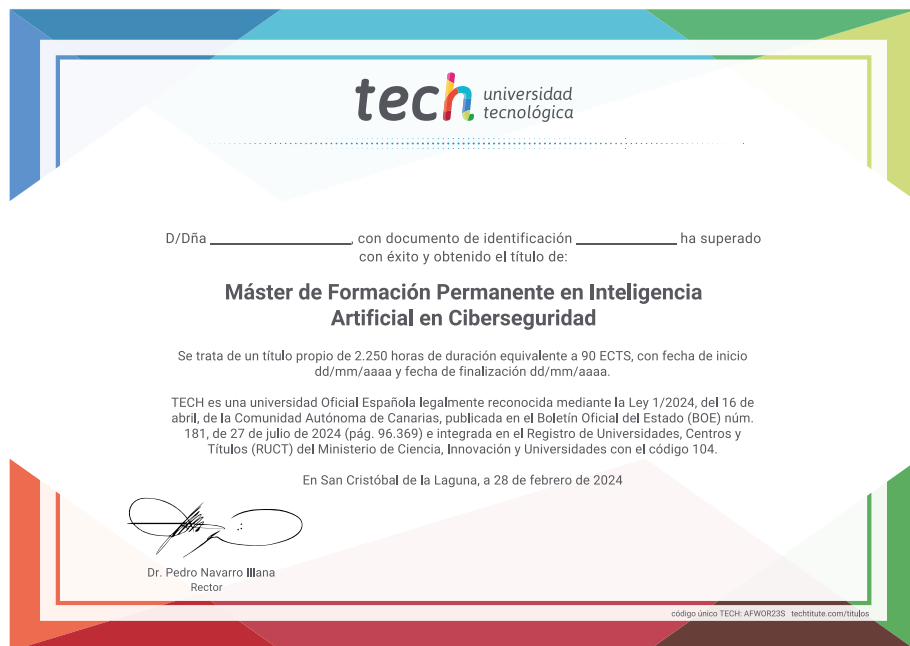 tech universidad
tecnológica
D/Dña ________________, con documento de identificación ______________ ha superado
con éxito y obtenido el título de:
Máster de Formación Permanente en Inteligencia
Artificial en Ciberseguridad
Se trata de un título propio de 2.250 horas de duración equivalente a 90 ECTS, con fecha de inicio
dd/mm/aaaa y fecha de finalización dd/mm/aaaa.
TECH es una universidad Oficial Española legalmente reconocida mediante la Ley 1/2024, del 16 de
abril, de la Comunidad Autónoma de Canarias, publicada en el Boletín Oficial del Estado (BOE) núm.
181, de 27 de julio de 2024 (pág. 96.369) e integrada en el Registro de Universidades, Centros y
Títulos (RUCT) del Ministerio de Ciencia, Innovación y Universidades con el código 104.
En San Cristóbal de la Laguna, a 28 de febrero de 2024
Dr. Pedro Navarro Illana
Rector
código único TECH: AFWOR23S techtitute.com/titulos